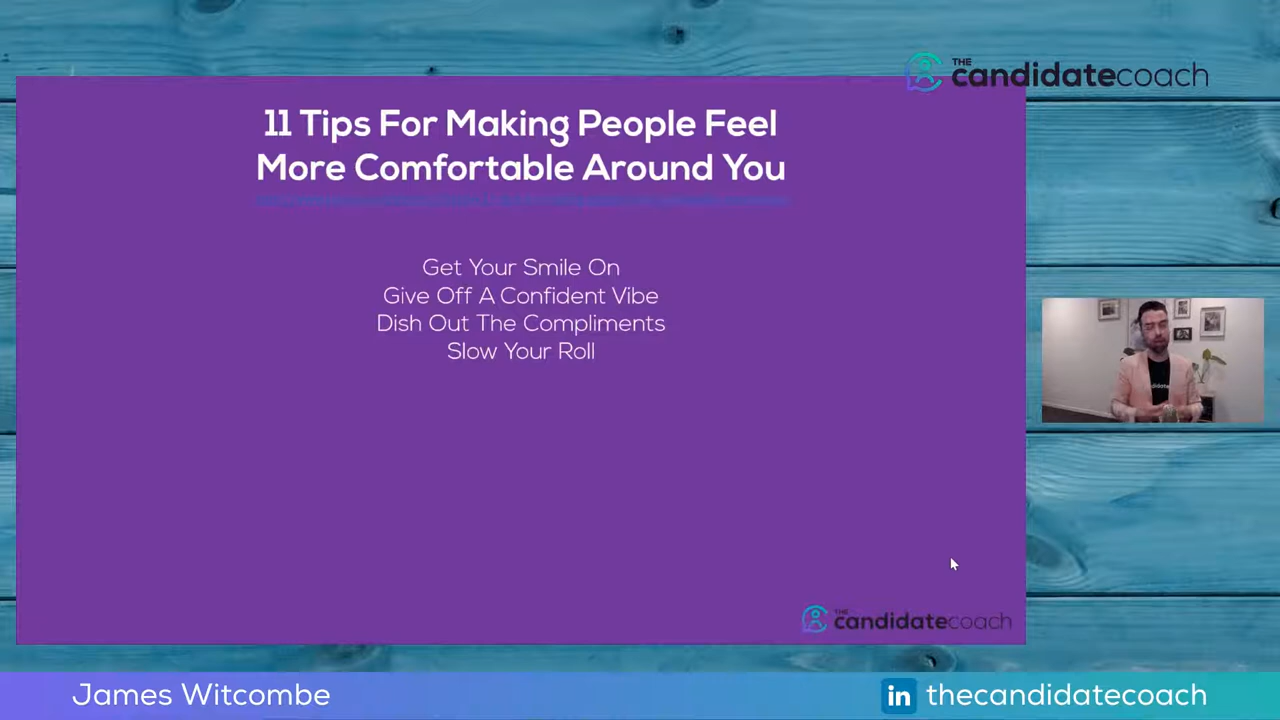 THE
candidatecoach
11 Tips For Making People Feel
More Comfortable Around You
Get Your Smile On
Give Off A Confident Vibe
Dish Out The Compliments
Slow Your Roll
THE
candidatecoach
James Witcombe
in thecandidatecoach